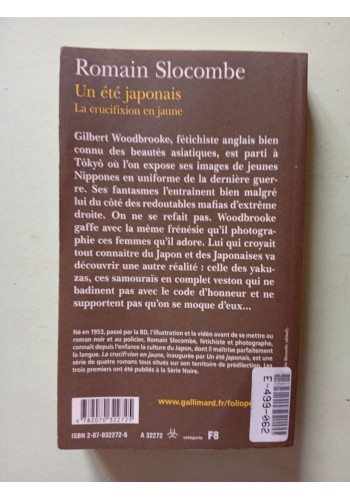 Romain Slocombe
Un été japonais
La crucifixion en jaune
Gilbert Woodbrooke, fétichiste anglais bien
connu des beautés asiatiques, est parti à
Tôkyô où l'on expose ses images de jeunes
Nippones en uniforme de la dernière guer-
re. Ses fantasmes l'entraînent bien malgré
lui du côté des redoutables mafias d'extrême
droite. On ne se refait pas. Woodbrooke
gaffe avec la même frénésie qu'il photogra-
phie ces femmes qu'il adore. Lui qui croyait
tout connaître du Japon et des Japonaises va
découvrir une autre réalité : celle des yaku-
zas, ces samouraïs en complet veston qui ne
badinent pas avec le code d'honneur et ne
supportent pas qu'on se moque d'eux...
Né en 1953, passé par la BD, l'illustration et la vidéo avant de se mettre au
roman noir et au policier, Romain Slocombe, fétichiste et photographe,
connaît depuis l'enfance la culture du Japon, dont il maîtrise parfaitement
la langue. La crucifixion en jaune, inaugurée par Un été japonais, est une
série de quatre romans tous situés sur son territoire de prédilection. Les
trois premiers ont été publiés à la Série Noire.
www.gallimard.fr/foliopo
E-499-062
9 782070 322725
ISBN 2-07-032272-6
A 32272
catégorie
F8